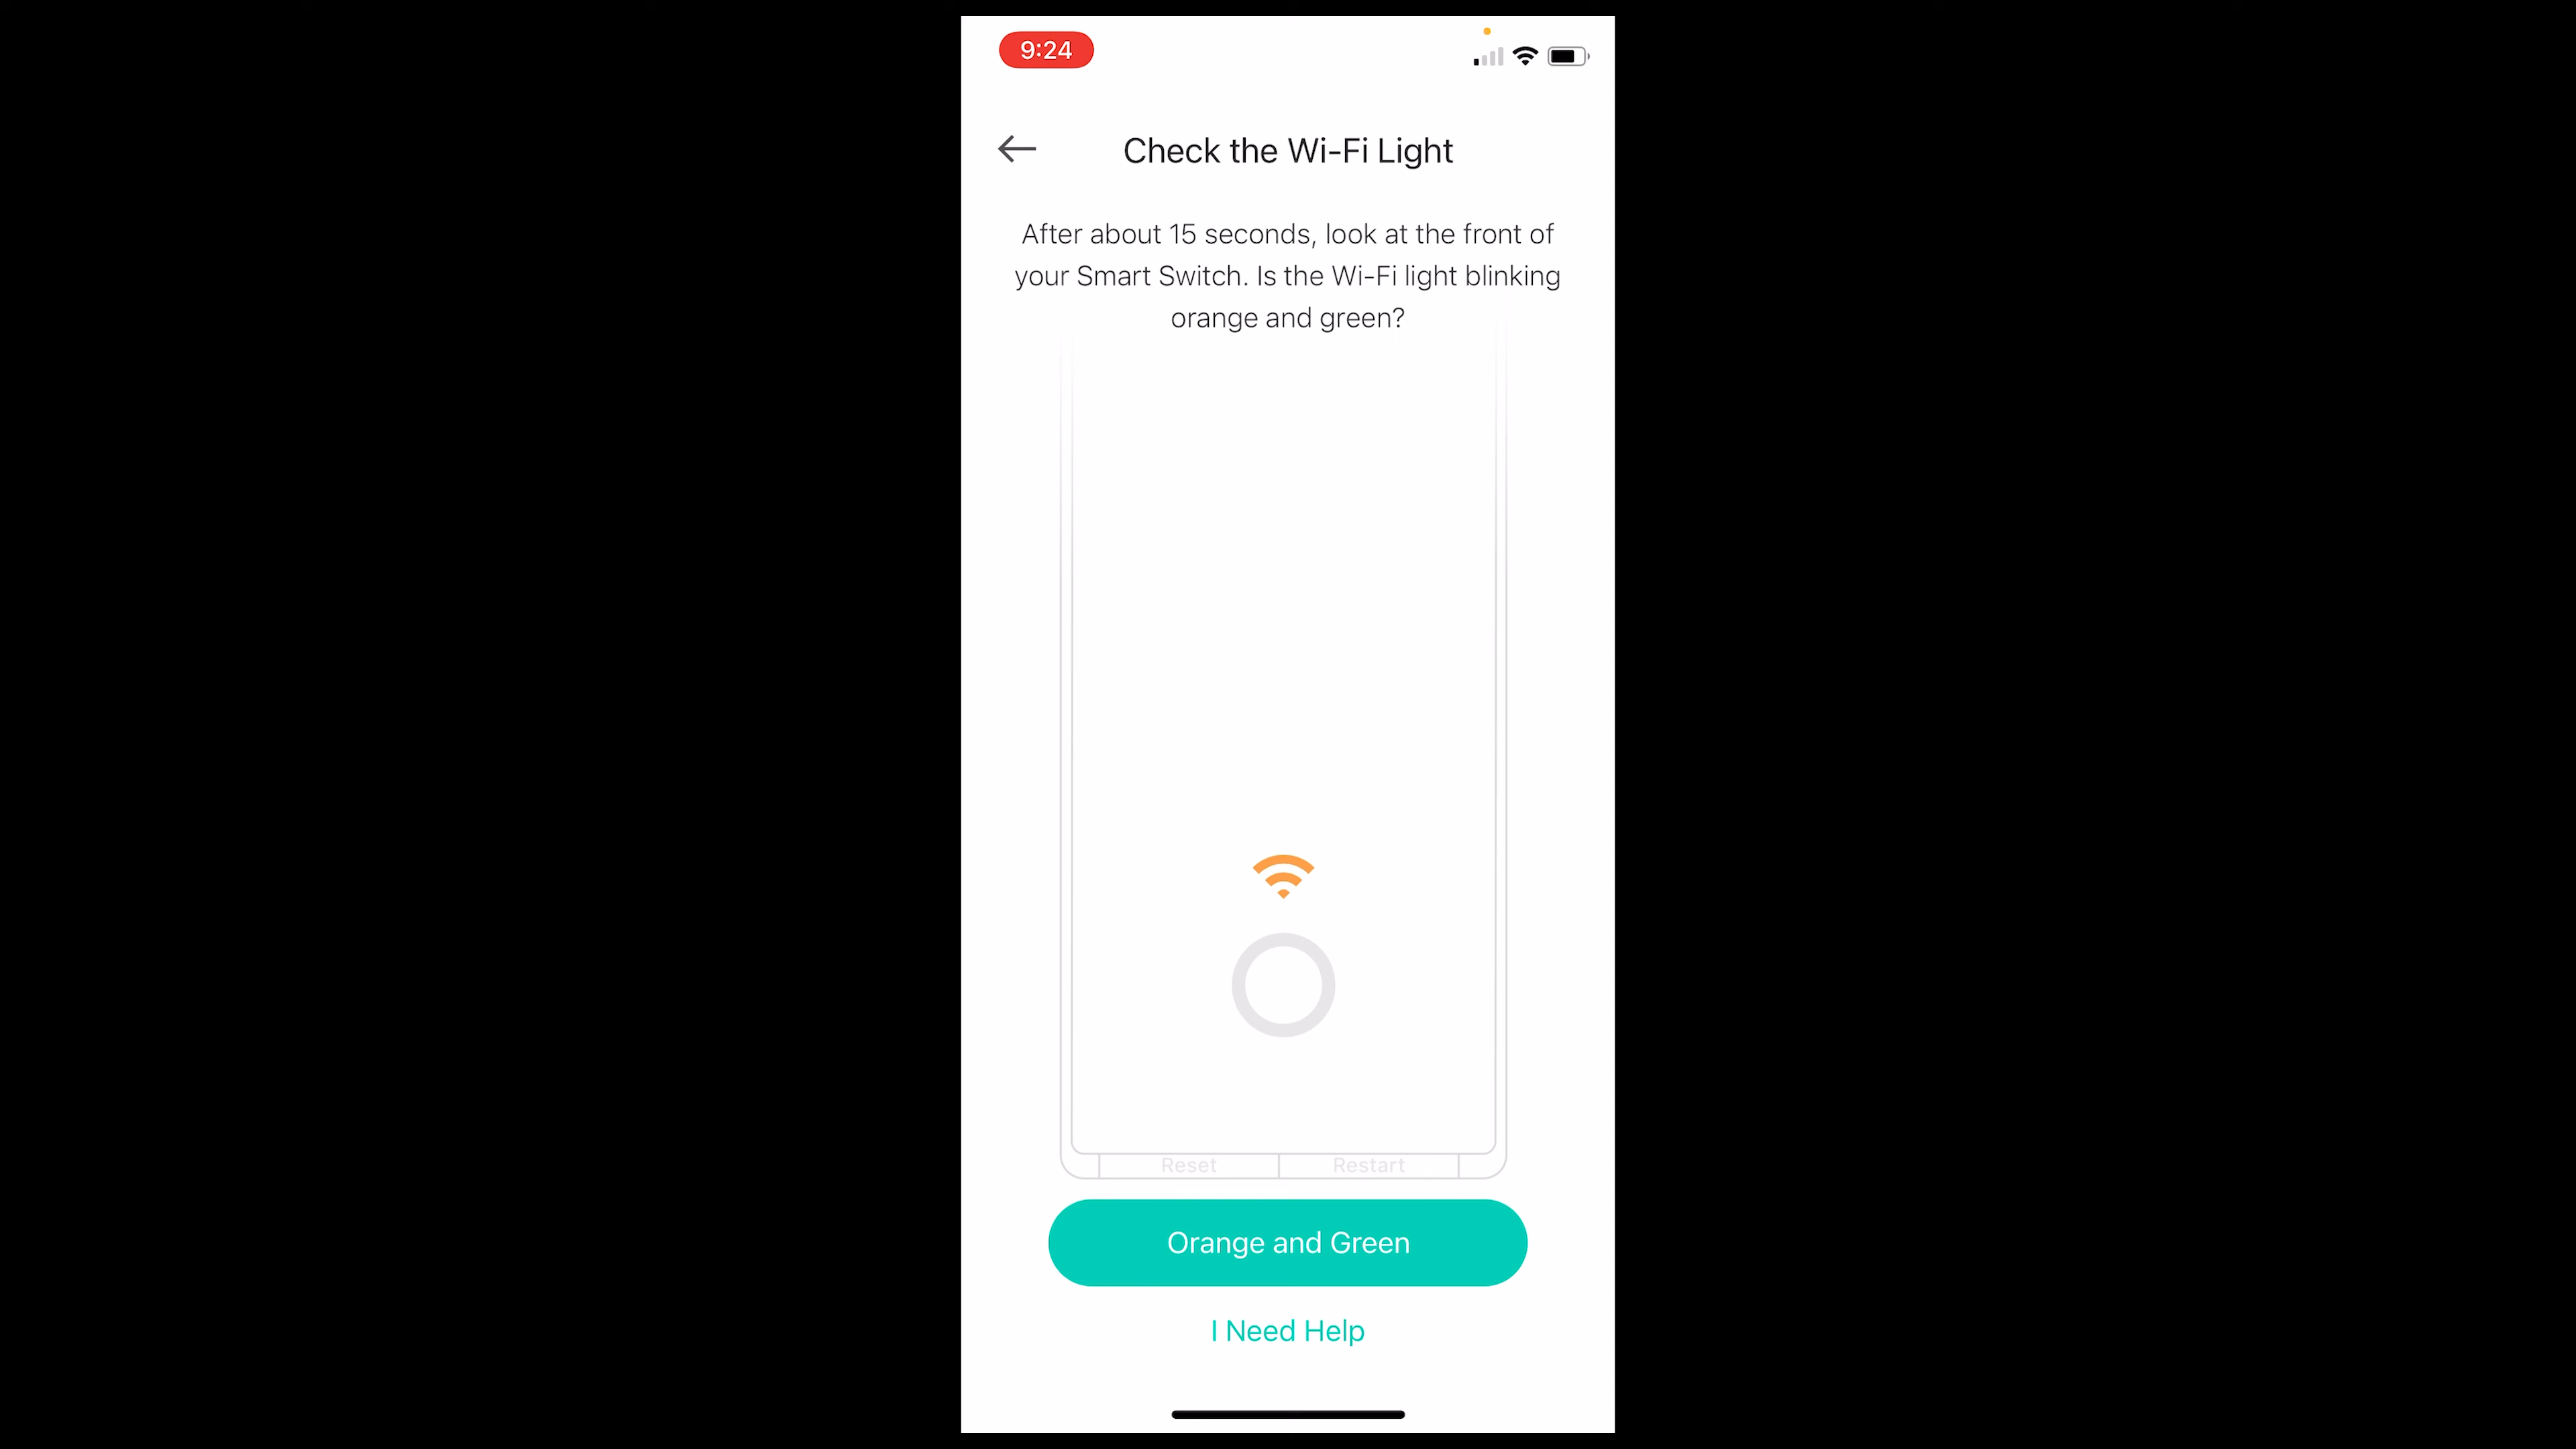 9:24
Check the Wi-Fi Light
After about 15 seconds, look at the front of
your Smart Switch. Is the Wi-Fi light blinking
orange and green?
Reset
Restart
Orange and Green
I Need Help